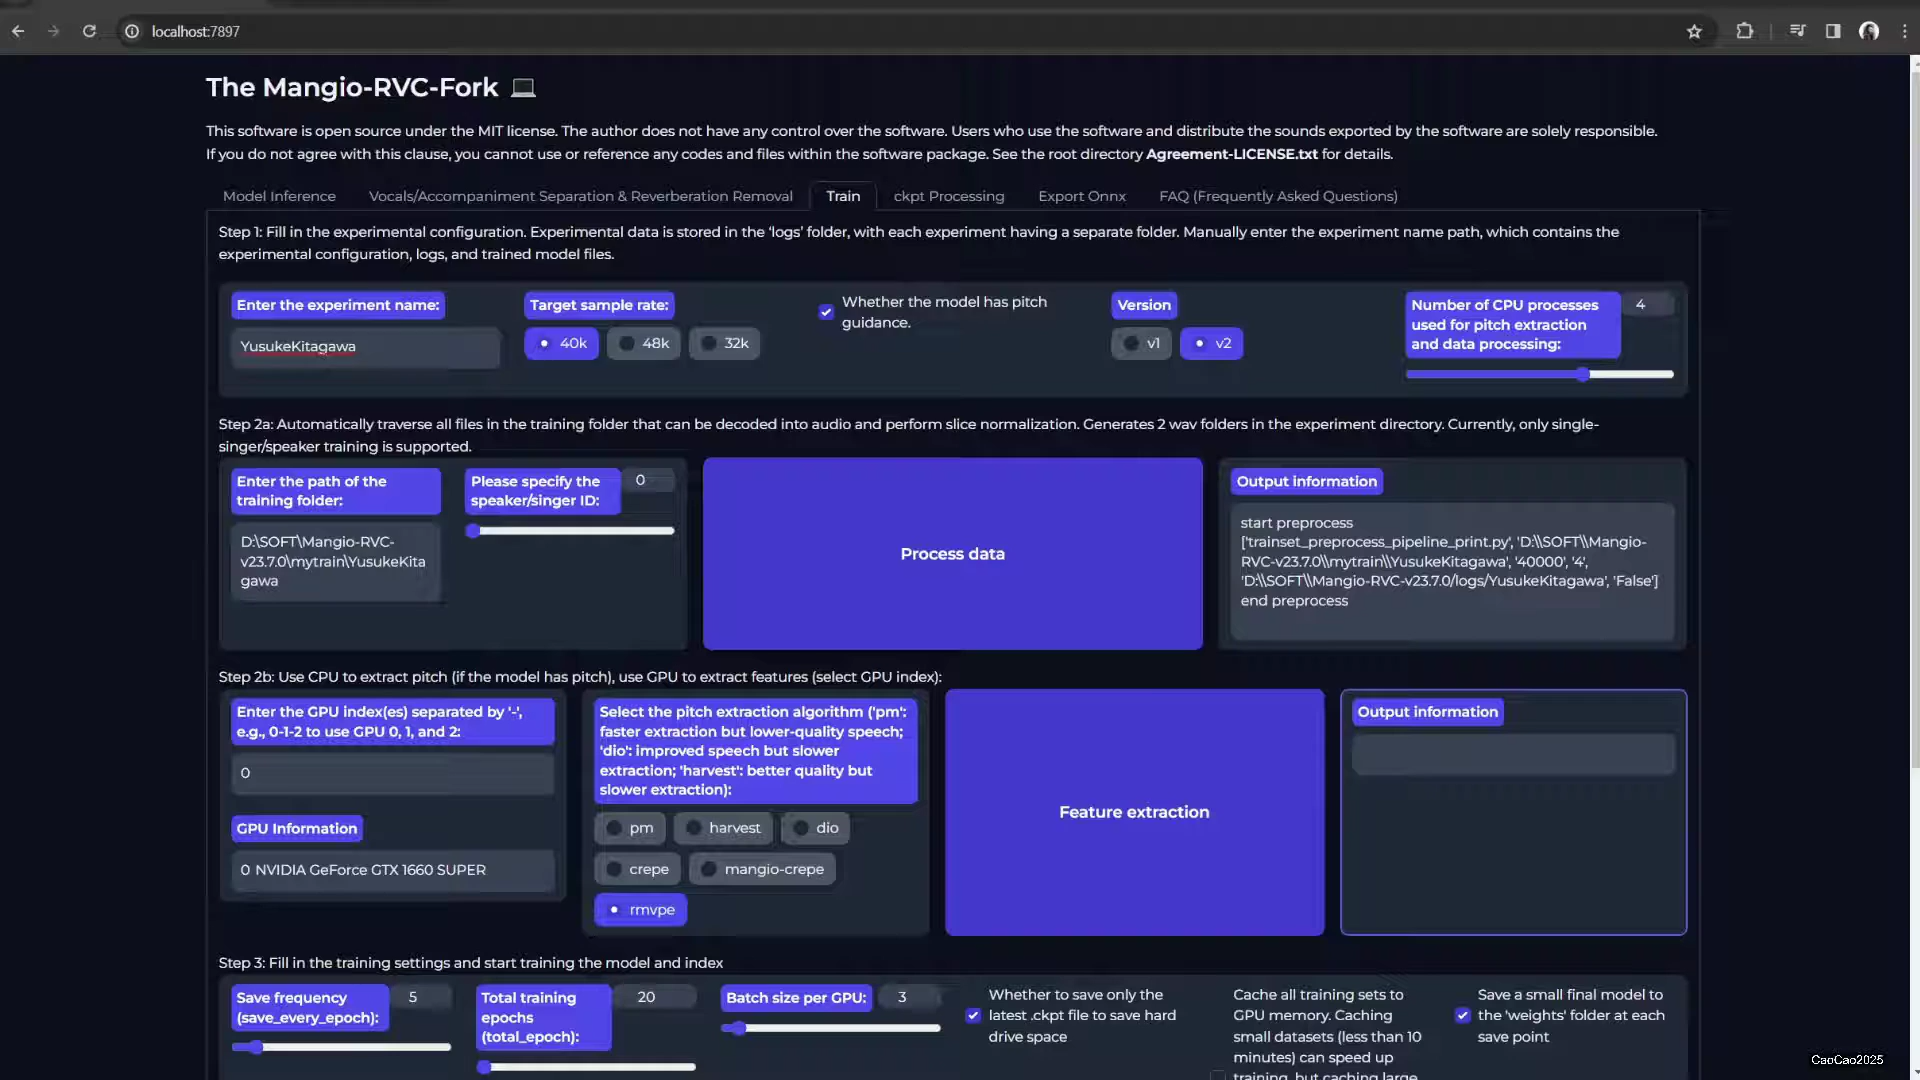 localhost:7897
The Mangio-RVC-Fork 💻
This software is open source under the MIT license. The author does not have any control over the software. Users who use the software and distribute the sounds exported by the software are solely responsible.
If you do not agree with this clause, you cannot use or reference any codes and files within the software package. See the root directory Agreement-LICENSE.txt for details.
Model Inference
Vocals/Accompaniment Separation & Reverberation Removal
Train
ckpt Processing
Export Onnx
FAQ (Frequently Asked Questions)
Step 1: Fill in the experimental configuration. Experimental data is stored in the 'logs' folder, with each experiment having a separate folder. Manually enter the experiment name path, which contains the
experimental configuration, logs, and trained model files.
Enter the experiment name:
YusukeKitagawa
Target sample rate:
40k
48k
32k
Whether the model has pitch
guidance.
Version
v1
v2
Number of CPU processes
used for pitch extraction
and data processing:
4
Step 2a: Automatically traverse all files in the training folder that can be decoded into audio and perform slice normalization. Generates 2 wav folders in the experiment directory. Currently, only single-
singer/speaker training is supported.
Enter the path of the
training folder:
D:\SOFT\Mangio-RVC-
v23.7.0\mytrain\YusukeKita
gawa
Please specify the
speaker/singer ID:
0
Process data
Output information
start preprocess
['trainset_preprocess_pipeline_print.py', 'D:\\SOFT\\Mangio-
RVC-v23.7.0\\mytrain\\YusukeKitagawa', '40000', '4',
'D:\\SOFT\\Mangio-RVC-v23.7.0/logs/YusukeKitagawa', 'False']
end preprocess
Step 2b: Use CPU to extract pitch (if the model has pitch), use GPU to extract features (select GPU index):
Enter the GPU index(es) separated by '-',
e.g., 0-1-2 to use GPU 0, 1, and 2:
0
GPU Information
0 NVIDIA GeForce GTX 1660 SUPER
Select the pitch extraction algorithm ('pm':
faster extraction but lower-quality speech;
'dio': improved speech but slower
extraction; 'harvest': better quality but
slower extraction):
pm
harvest
dio
crepe
mangio-crepe
rmvpe
Feature extraction
Output information
Step 3: Fill in the training settings and start training the model and index
Save frequency
(save_every_epoch):
5
Total training
epochs
(total_epoch):
20
Batch size per GPU:
3
Whether to save only the
latest .ckpt file to save hard
drive space
Cache all training sets to
GPU memory. Caching
small datasets (less than 10
minutes) can speed up
training, but caching large
Save a small final model to
the 'weights' folder at each
save point
CaoCao2025